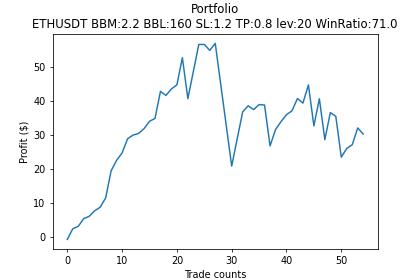 Portfolio
ETHUSDT BBM:2.2 BBL:160 SL:1.2 TP:0.8 lev:20 WinRatio:71.0
50
40
30
20
10
0
Profit ($)
0 10 20 30 40 50
Trade counts